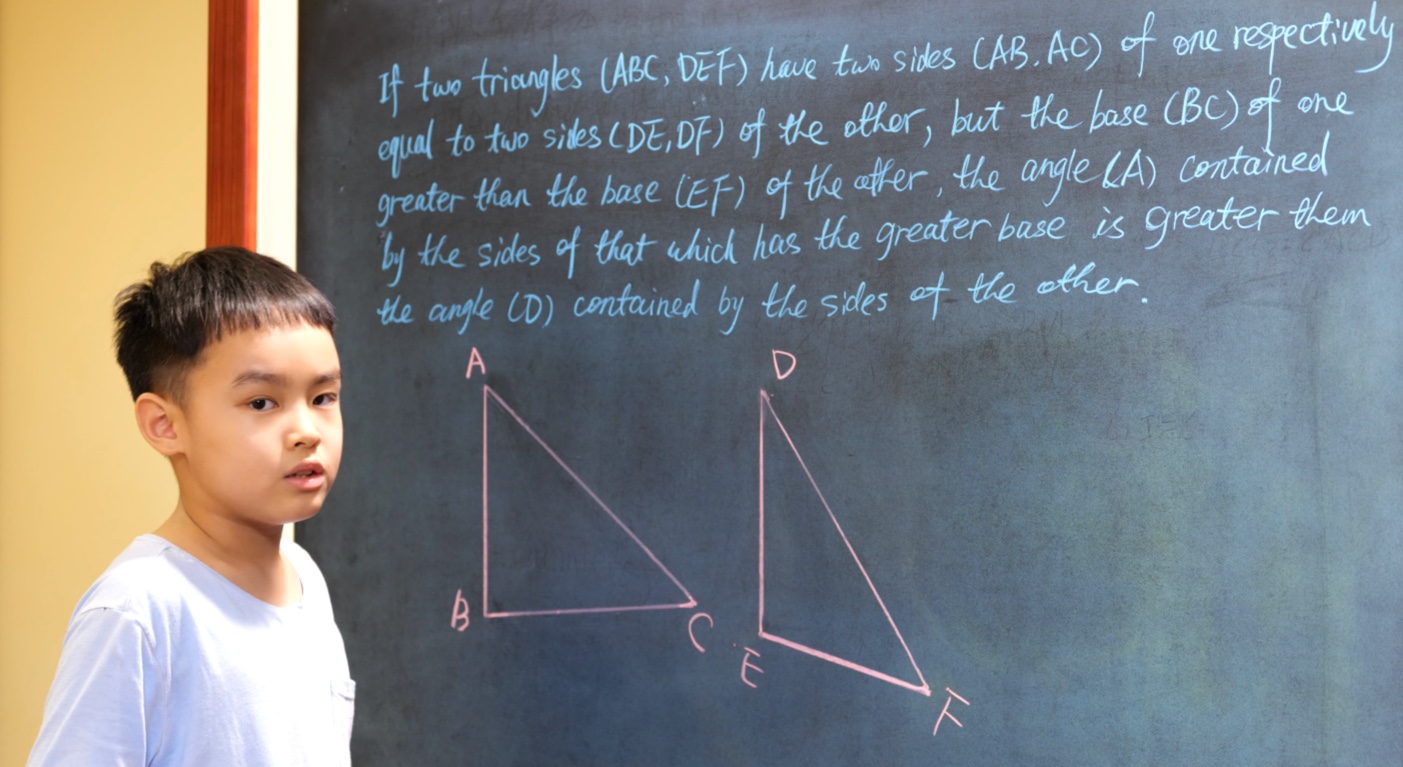 If two triangles (ABC, DEF) have two sides (AB. AC) of one respectively
equal to two sides (DE, DF) of the other, but the base (BC) of one
greater than the base (EF) of the other, the angle (A) contained
by the sides of that which has the greater base is greater them
the angle (D) contained by the sides of the other.
A D
B C
E F